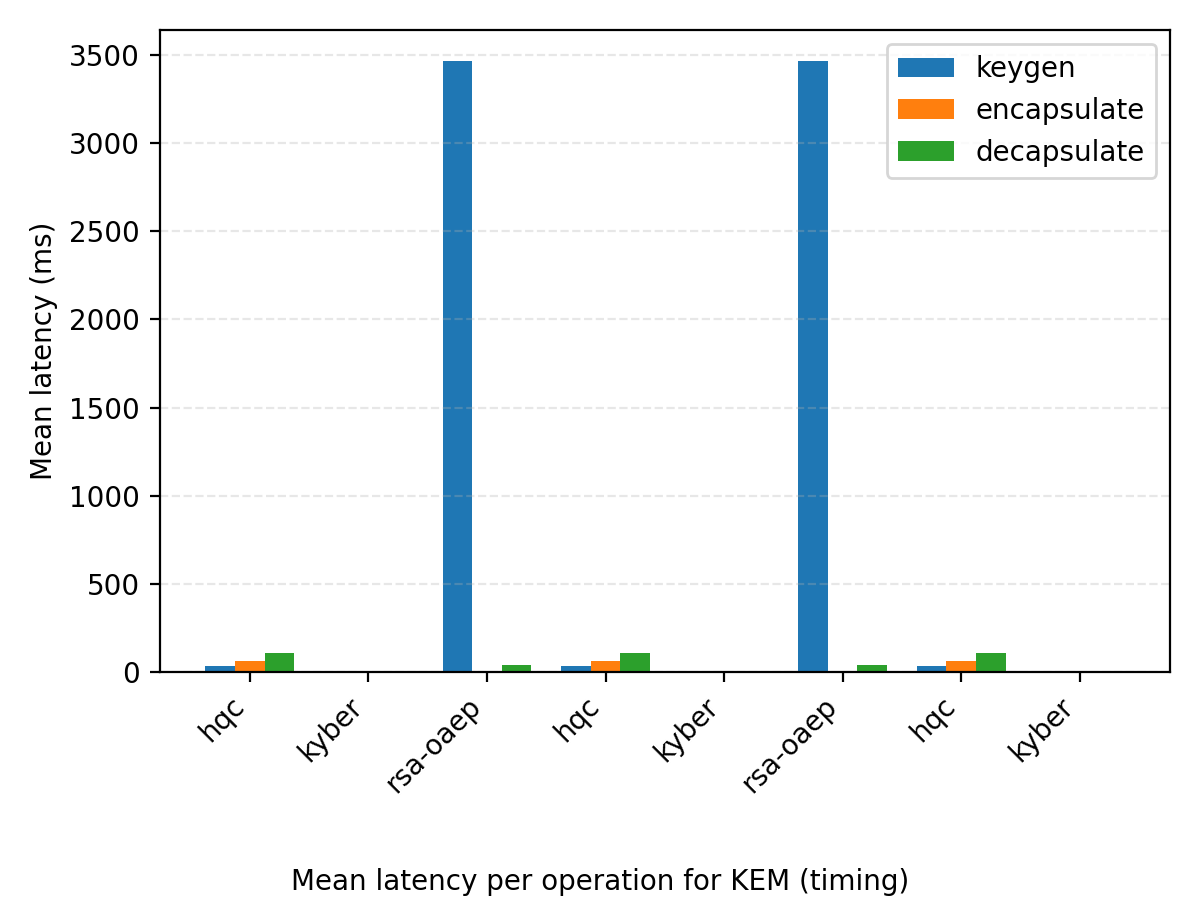 3500
3000
2500
2000
1500
1000
500
0
Mean latency (ms)
keygen
encapsulate
decapsulate
hqc
kyber
rsa-oaep
hqc
kyber
rsa-oaep
hqc
kyber
Mean latency per operation for KEM (timing)